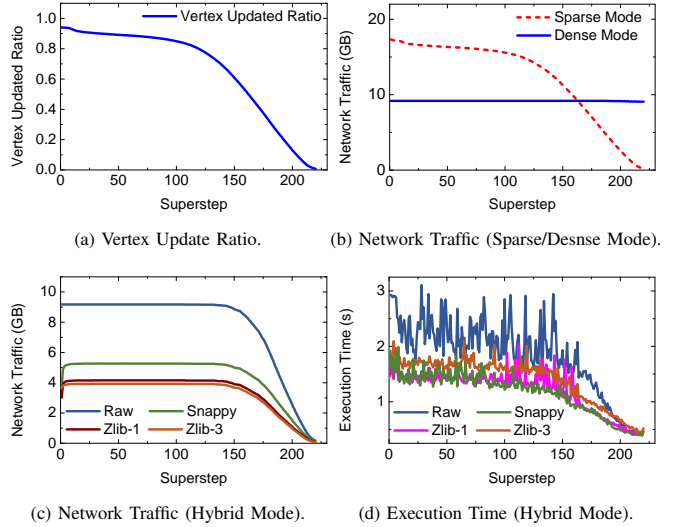 Vertex Updated Ratio
1.0
0.8
0.6
0.4
0.2
0.0
Vertex Updated Ratio
0 50 100 150 200
Superstep
(a) Vertex Update Ratio.
Sparse Mode
Dense Mode
20
10
0
Network Traffic (GB)
0 50 100 150 200
Superstep
(b) Network Traffic (Sparse/Desnse Mode).
10
8
6
4
2
0
Network Traffic (GB)
Raw Snappy
Zlib-1 Zlib-3
0 50 100 150 200
Superstep
(c) Network Traffic (Hybrid Mode).
3
2
1
Execution Time (s)
Raw Snappy
Zlib-1 Zlib-3
0 50 100 150 200
Superstep
(d) Execution Time (Hybrid Mode).